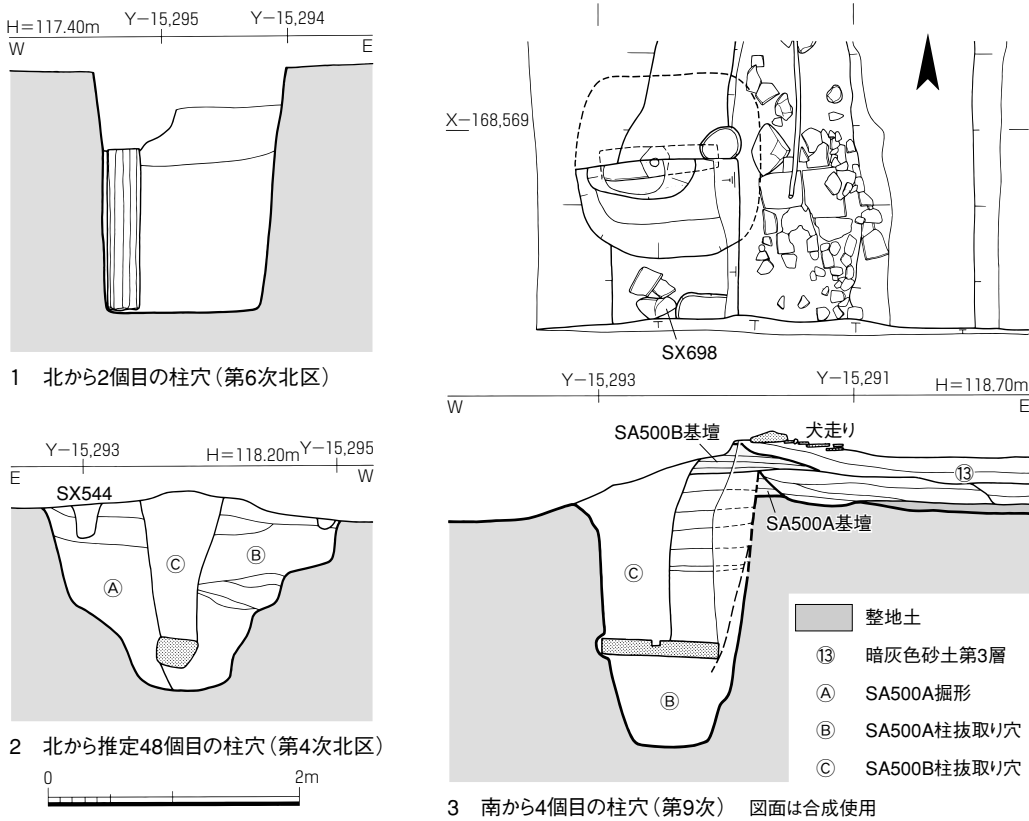 Y−15,295 Y−15,294
H=117.40m
W E
1 北から2個目の柱穴（第6次北区）
Y−15,293 H=118.20m Y−15,295
E W
SX544
Ⓐ Ⓒ Ⓑ
2 北から推定48個目の柱穴（第4次北区）
0 2m
X−168,569
SX698
Y−15,293 Y−15,291 H=118.70m
W E
SA500B基壇 犬走り
⑬
SA500A基壇
Ⓒ
Ⓑ
整地土
⑬ 暗灰色砂土第3層
Ⓐ SA500A掘形
Ⓑ SA500A柱抜取り穴
Ⓒ SA500B柱抜取り穴
3 南から4個目の柱穴（第9次） 図面は合成使用